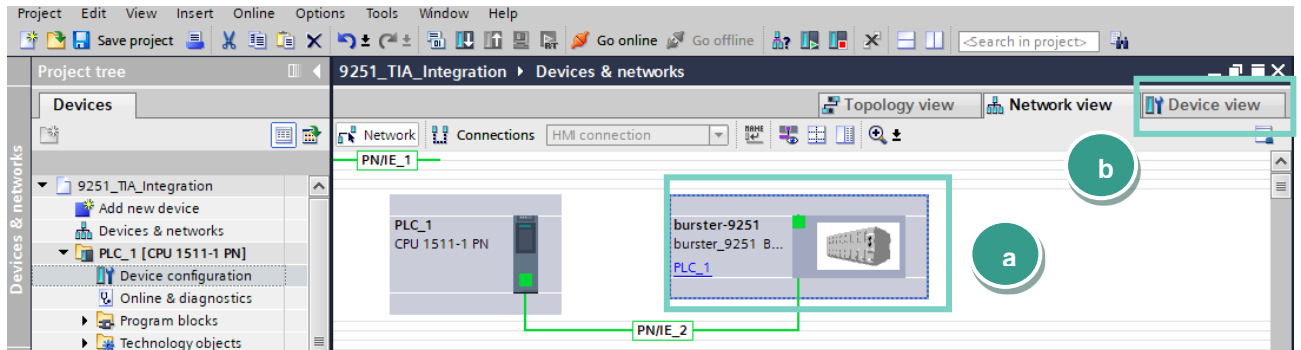 Project Edit View Insert Online Options Tools Window Help
Save project Go online Go offline <Search in project>
Project tree
9251_TIA_Integration Devices & networks
Devices
Topology view Network view Device view
Network Connections HMI connection
Devices & networks
PN/IE_1
9251_TIA_Integration
Add new device
Devices & networks
PLC_1 [CPU 1511-1 PN]
Device configuration
Online & diagnostics
Program blocks
Technology objects
PLC_1
CPU 1511-1 PN
burster-9251
burster_9251 B...
PLC_1
PN/IE_2
b
a